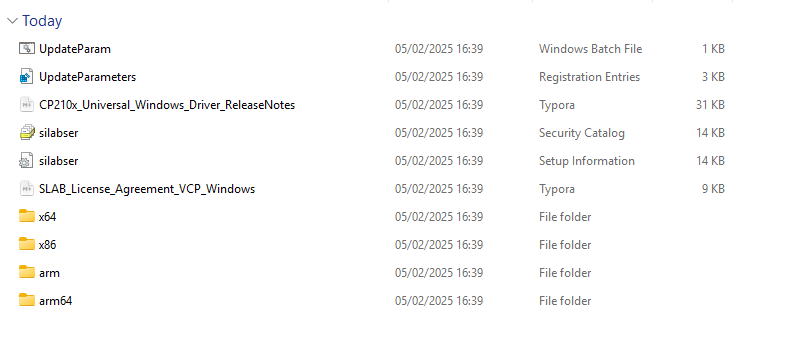 Today
UpdateParam 05/02/2025 16:39 Windows Batch File 1 KB
UpdateParameters 05/02/2025 16:39 Registration Entries 3 KB
CP210x_Universal_Windows_Driver_ReleaseNotes 05/02/2025 16:39 Typora 31 KB
silabser 05/02/2025 16:39 Security Catalog 14 KB
silabser 05/02/2025 16:39 Setup Information 14 KB
SLAB_License_Agreement_VCP_Windows 05/02/2025 16:39 Typora 9 KB
x64 05/02/2025 16:39 File folder
x86 05/02/2025 16:39 File folder
arm 05/02/2025 16:39 File folder
arm64 05/02/2025 16:39 File folder